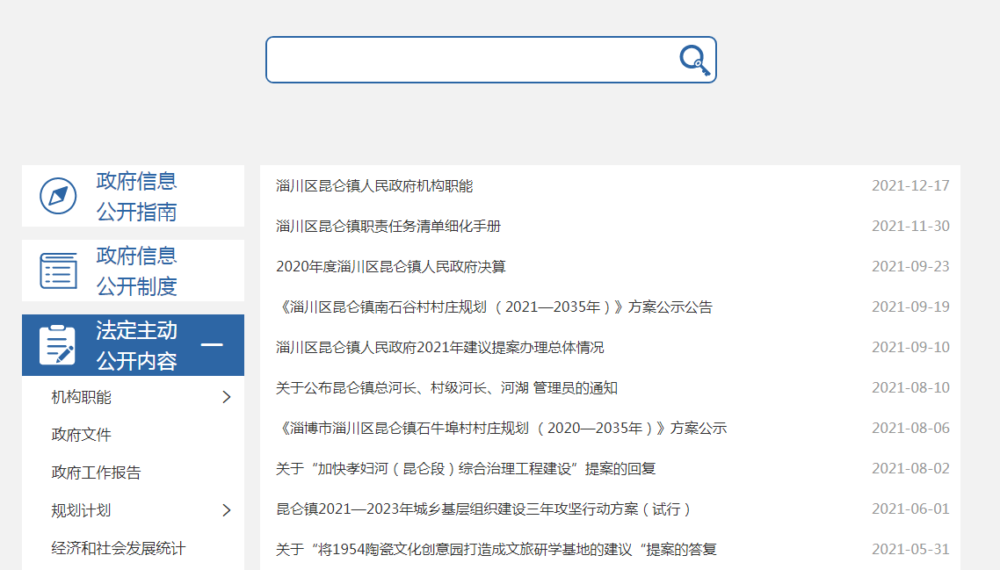 政府信息
公开指南
政府信息
公开制度
法定主动
公开内容
机构职能
政府文件
政府工作报告
规划计划
经济和社会发展统计
淄川区昆仑镇人民政府机构职能 2021-12-17
淄川区昆仑镇职责任务清单细化手册 2021-11-30
2020年度淄川区昆仑镇人民政府决算 2021-09-23
《淄川区昆仑镇南石谷村村庄规划 （2021—2035年）》方案公示公告 2021-09-19
淄川区昆仑镇人民政府2021年建议提案办理总体情况 2021-09-10
关于公布昆仑镇总河长、村级河长、河湖 管理员的通知 2021-08-10
《淄博市淄川区昆仑镇石牛埠村村庄规划 （2020—2035年）》方案公示 2021-08-06
关于“加快孝妇河（昆仑段）综合治理工程建设”提案的回复 2021-08-02
昆仑镇2021—2023年城乡基层组织建设三年攻坚行动方案（试行） 2021-06-01
关于“将1954陶瓷文化创意园打造成文旅研学基地的建议“提案的答复 2021-05-31